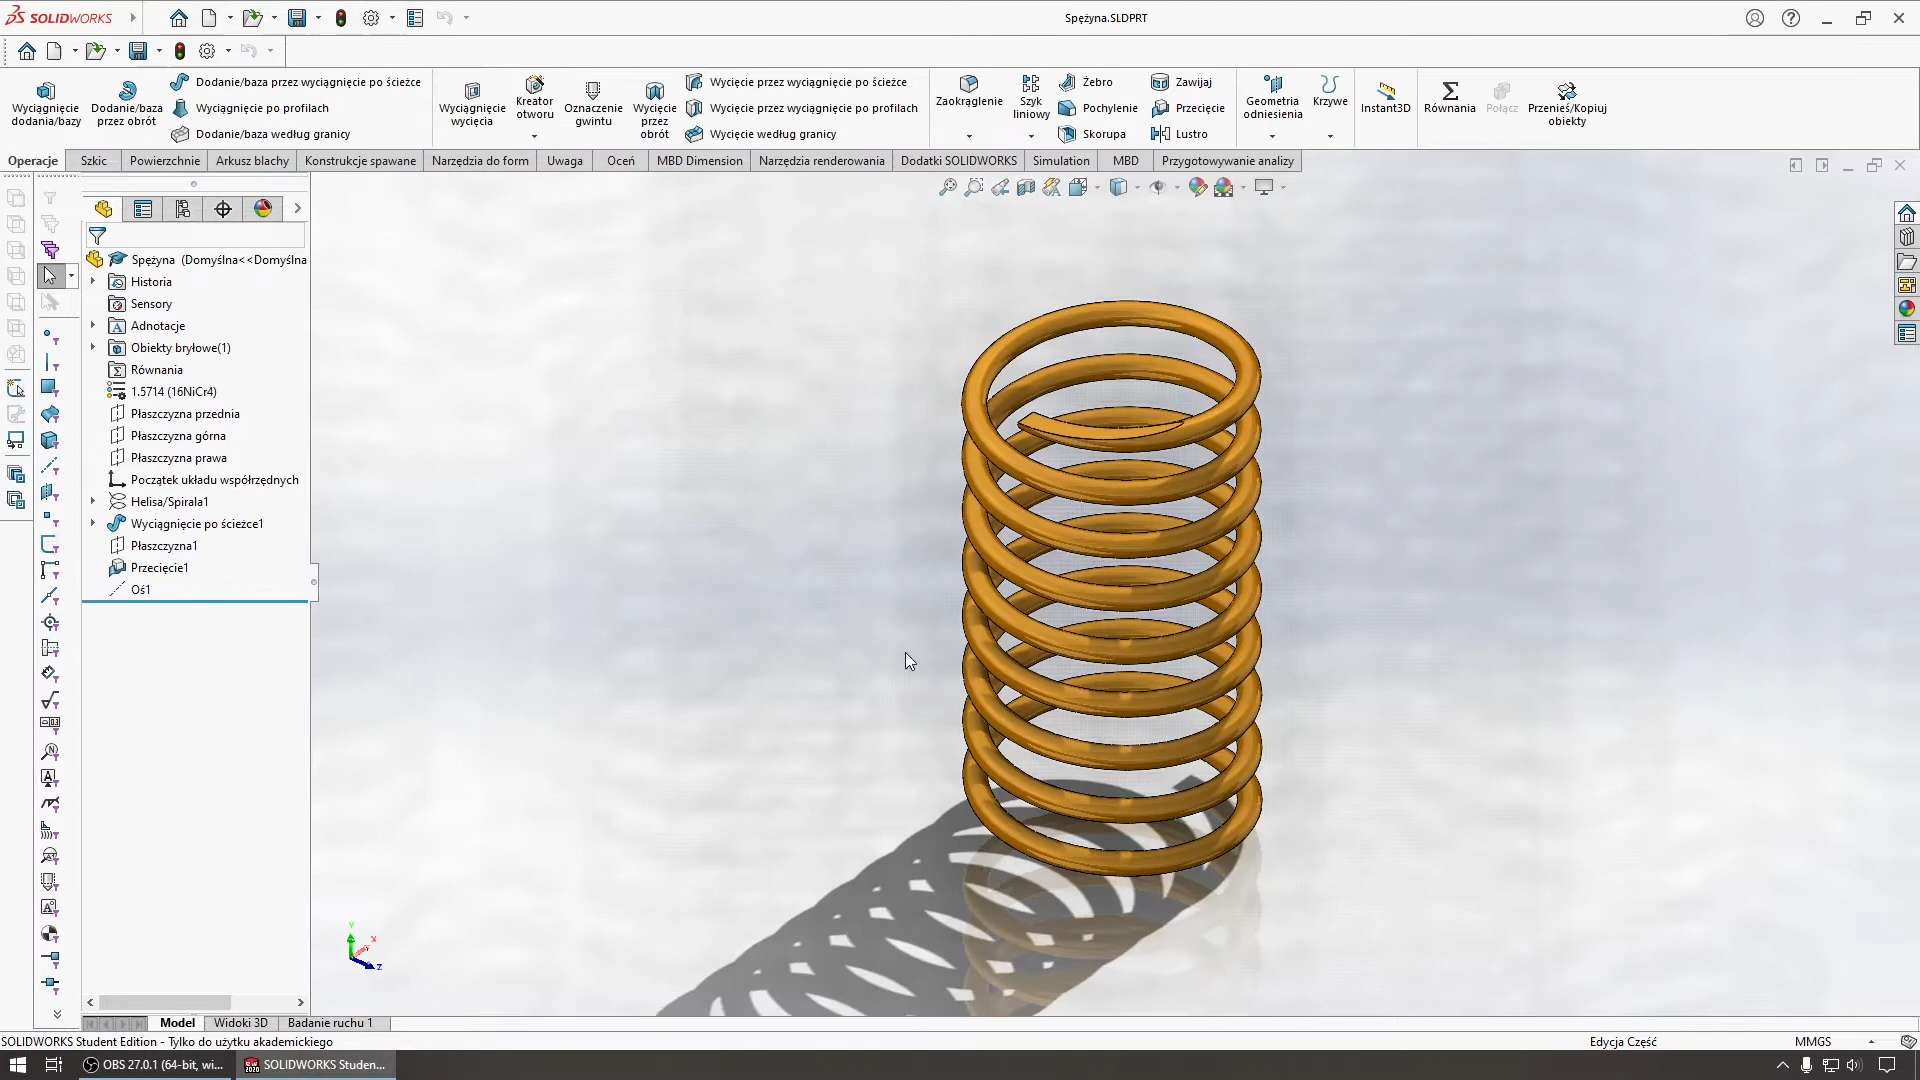 SOLIDWORKS
Spężyna.SLDPRT
Wyciągnięcie dodania/bazy
Dodanie/baza przez obrót
Dodanie/baza przez wyciągnięcie po ścieżce
Wyciągnięcie po profilach
Dodanie/baza według granicy
Wyciągnięcie wycięcia
Kreator otworu
Oznaczenie gwintu
Wycięcie przez obrót
Wycięcie przez wyciągnięcie po ścieżce
Wycięcie przez wyciągnięcie po profilach
Wycięcie według granicy
Zaokrąglenie
Szyk liniowy
Żebro
Pochylenie
Skorupa
Zawijaj
Przecięcie
Lustro
Geometria odniesienia
Krzywe
Instant3D
Równania
Połącz
Przenieś/Kopiuj obiekty
Operacje
Szkic
Powierzchnie
Arkusz blachy
Konstrukcje spawane
Narzędzia do form
Uwaga
Oceń
MBD Dimension
Narzędzia renderowania
Dodatki SOLIDWORKS
Simulation
MBD
Przygotowywanie analizy
Spężyna (Domyślna<<Domyślna
Historia
Sensory
Adnotacje
Obiekty bryłowe(1)
Równania
1.5714 (16NiCr4)
Płaszczyzna przednia
Płaszczyzna górna
Płaszczyzna prawa
Początek układu współrzędnych
Helisa/Spirala1
Wyciągnięcie po ścieżce1
Płaszczyzna1
Przecięcie1
Oś1
Y
X
Z
Model
Widoki 3D
Badanie ruchu 1
SOLIDWORKS Student Edition - Tylko do użytku akademickiego
Edycja Część
MMGS
OBS 27.0.1 (64-bit, wi...
SOLIDWORKS Studen...